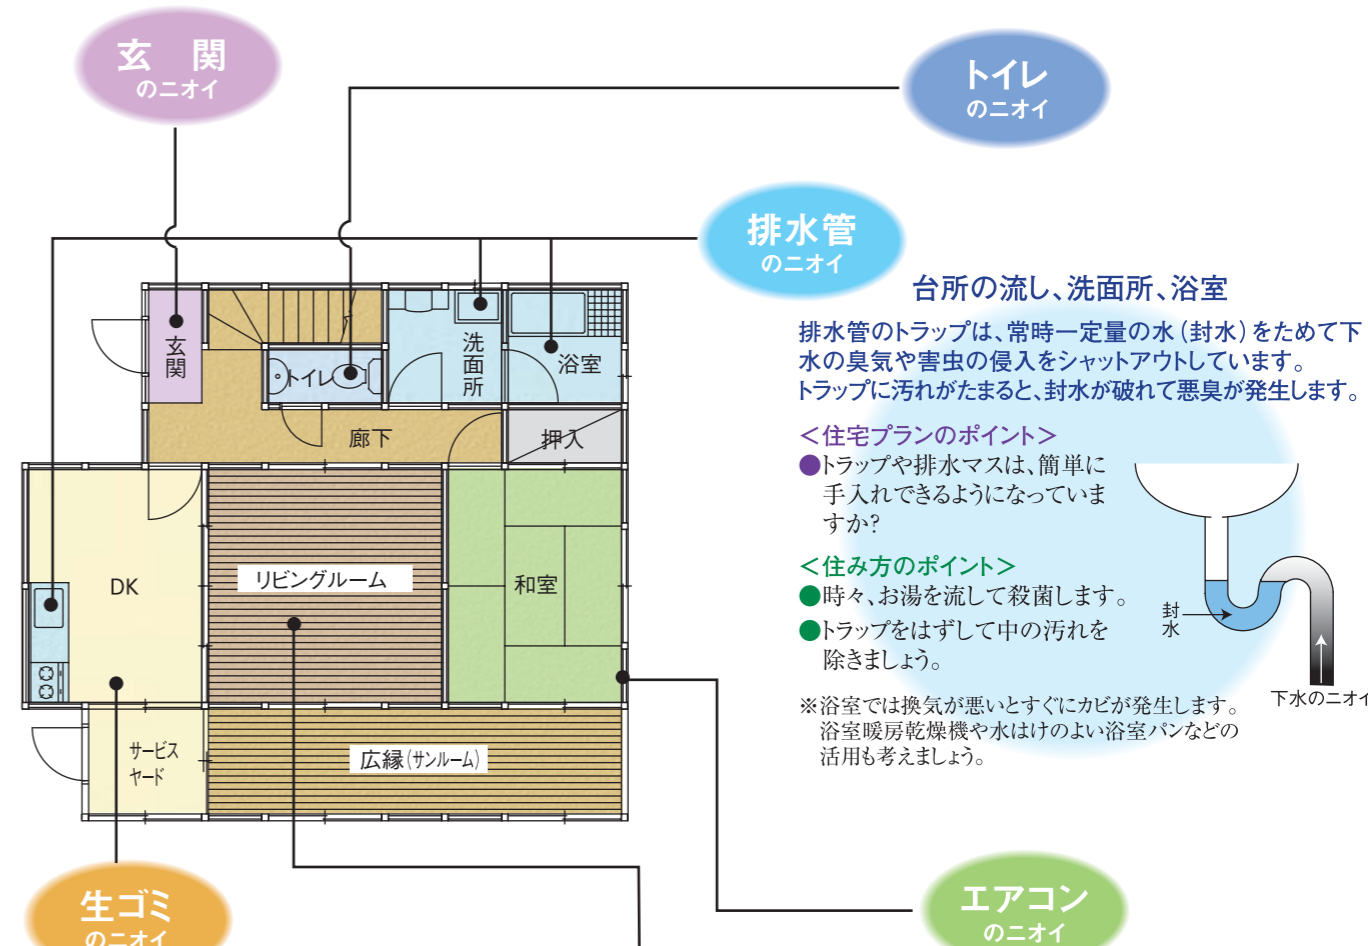 玄 関
のニオイ
トイレ
のニオイ
排水管
のニオイ
台所の流し、洗面所、浴室
排水管のトラップは、常時一定量の水(封水)をためて下
水の臭気や害虫の侵入をシャットアウトしています。
トラップに汚れがたまると、封水が破れて悪臭が発生します。
<住宅プランのポイント>
●トラップや排水マスは、簡単に
手入れできるようになっていま
すか?
<住み方のポイント>
●時々、お湯を流して殺菌します。
●トラップをはずして中の汚れを
除きましょう。
封水
下水のニオイ
※浴室では換気が悪いとすぐにカビが発生します。
浴室暖房乾燥機や水はけのよい浴室パンなどの
活用も考えましょう。
玄関
トイレ
洗面所
浴室
廊下
押入
DK
リビングルーム
和室
サービス
ヤード
広縁(サンルーム)
生ゴミ
のニオイ
エアコン
のニオイ